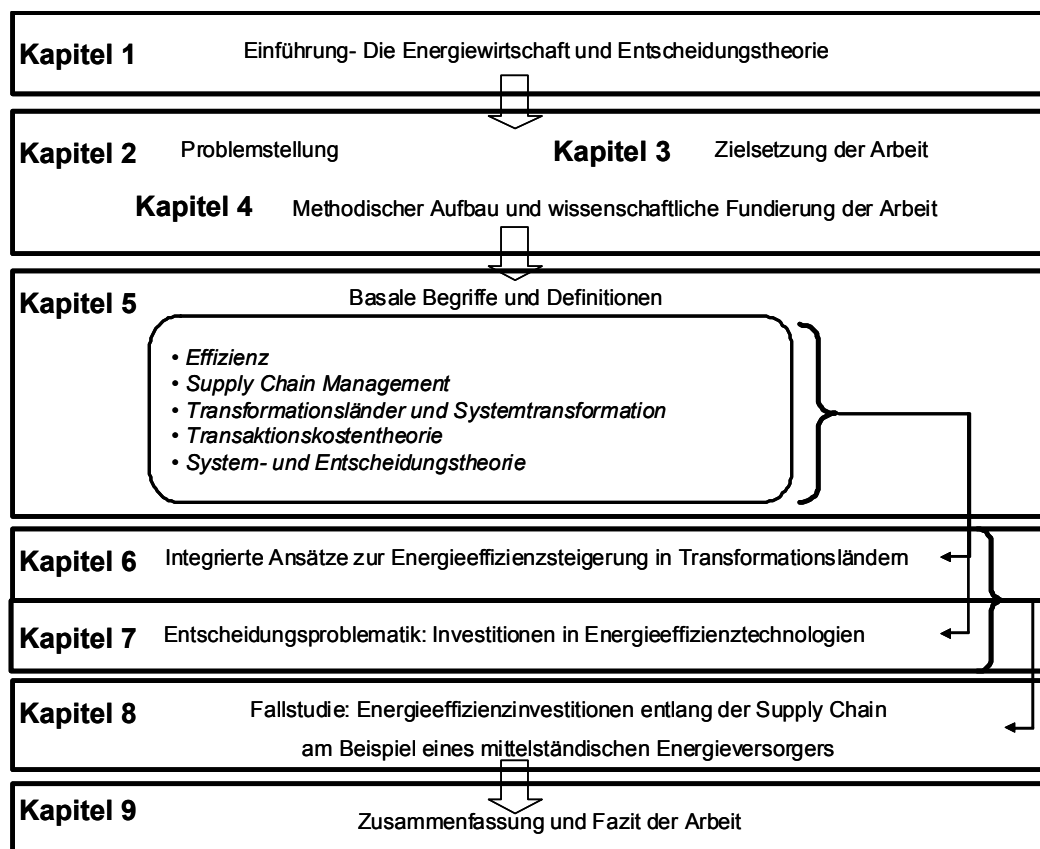 Kapitel 1 Einführung- Die Energiewirtschaft und Entscheidungstheorie
Kapitel 2 Problemstellung Kapitel 3 Zielsetzung der Arbeit
Kapitel 4 Methodischer Aufbau und wissenschaftliche Fundierung der Arbeit
Kapitel 5 Basale Begriffe und Definitionen
• Effizienz
• Supply Chain Management
• Transformationsländer und Systemtransformation
• Transaktionskostentheorie
• System- und Entscheidungstheorie
Kapitel 6 Integrierte Ansätze zur Energieeffizienzsteigerung in Transformationsländern
Kapitel 7 Entscheidungsproblematik: Investitionen in Energieeffizienztechnologien
Kapitel 8 Fallstudie: Energieeffizienzinvestitionen entlang der Supply Chain
am Beispiel eines mittelständischen Energieversorgers
Kapitel 9 Zusammenfassung und Fazit der Arbeit